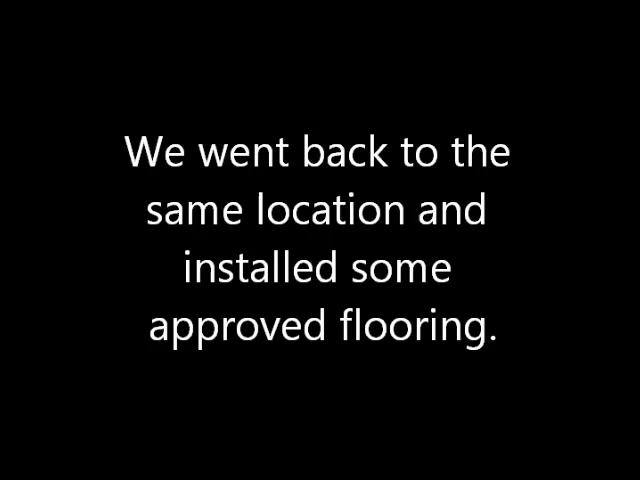 We went back to the
same location and
installed some
approved flooring.